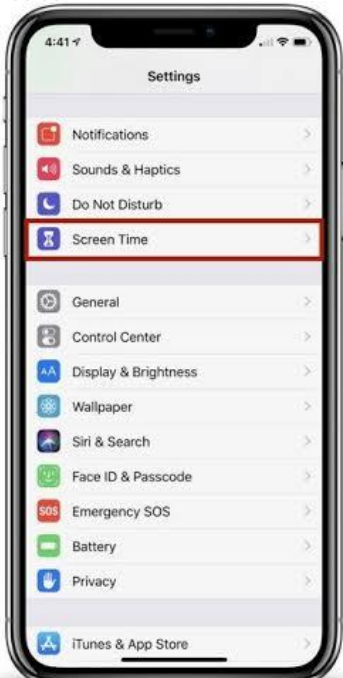 4:41
Settings
Notifications
Sounds & Haptics
Do Not Disturb
Screen Time
General
Control Center
AA Display & Brightness
Wallpaper
Siri & Search
Face ID & Passcode
SOS Emergency SOS
Battery
Privacy
iTunes & App Store